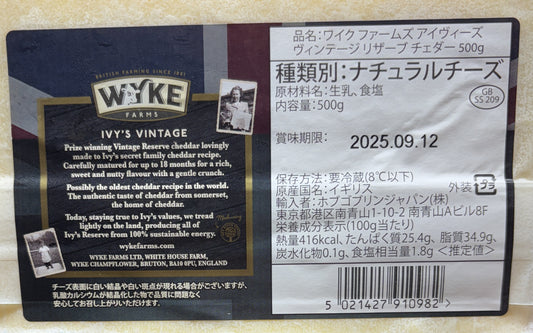 BRITISH FARMING SINCE 1861
WYKE
FARMS
IVY'S VINTAGE
Prize winning Vintage Reserve cheddar lovingly
made to Ivy's secret family cheddar recipe.
Carefully matured for up to 18 months for a rich,
sweet and nutty flavour with a gentle crunch.
Possibly the oldest cheddar recipe in the world.
The authentic taste of cheddar from somerset,
the home of cheddar.
Today, staying true to Ivy's values, we tread
lightly on the land, producing all of
Ivy's Reserve from 100% sustainable energy.
wykefarms.com
WYKE FARMS LTD, WHITE HOUSE FARM,
WYKE CHAMPFLOWER, BRUTON, BA10 0PU, ENGLAND
チーズ表面に白い結晶や白い斑点が現れる場合がございますが、
乳酸カルシウムが結晶化した物で品質に問題なく
安心してお召し上がりいただけます。
品名:ワイク ファームズ アイヴィーズ
ヴィンテージ リザーブ チェダー 500g
種類別:ナチュラルチーズ
原材料名:生乳、食塩
内容量:500g
GB
SS 209
賞味期限: 2025.09.12
保存方法:要冷蔵(8℃以下)
原産国名:イギリス 外装 プラ
輸入者:ホブゴブリンジャパン(株)
東京都港区南青山1-10-2 南青山Aビル8F
栄養成分表示(100g当たり)
熱量416kcal、たんぱく質25.4g、脂質34.9g、
炭水化物0.1g、食塩相当量1.8g <推定値>
5 021427 910982 >